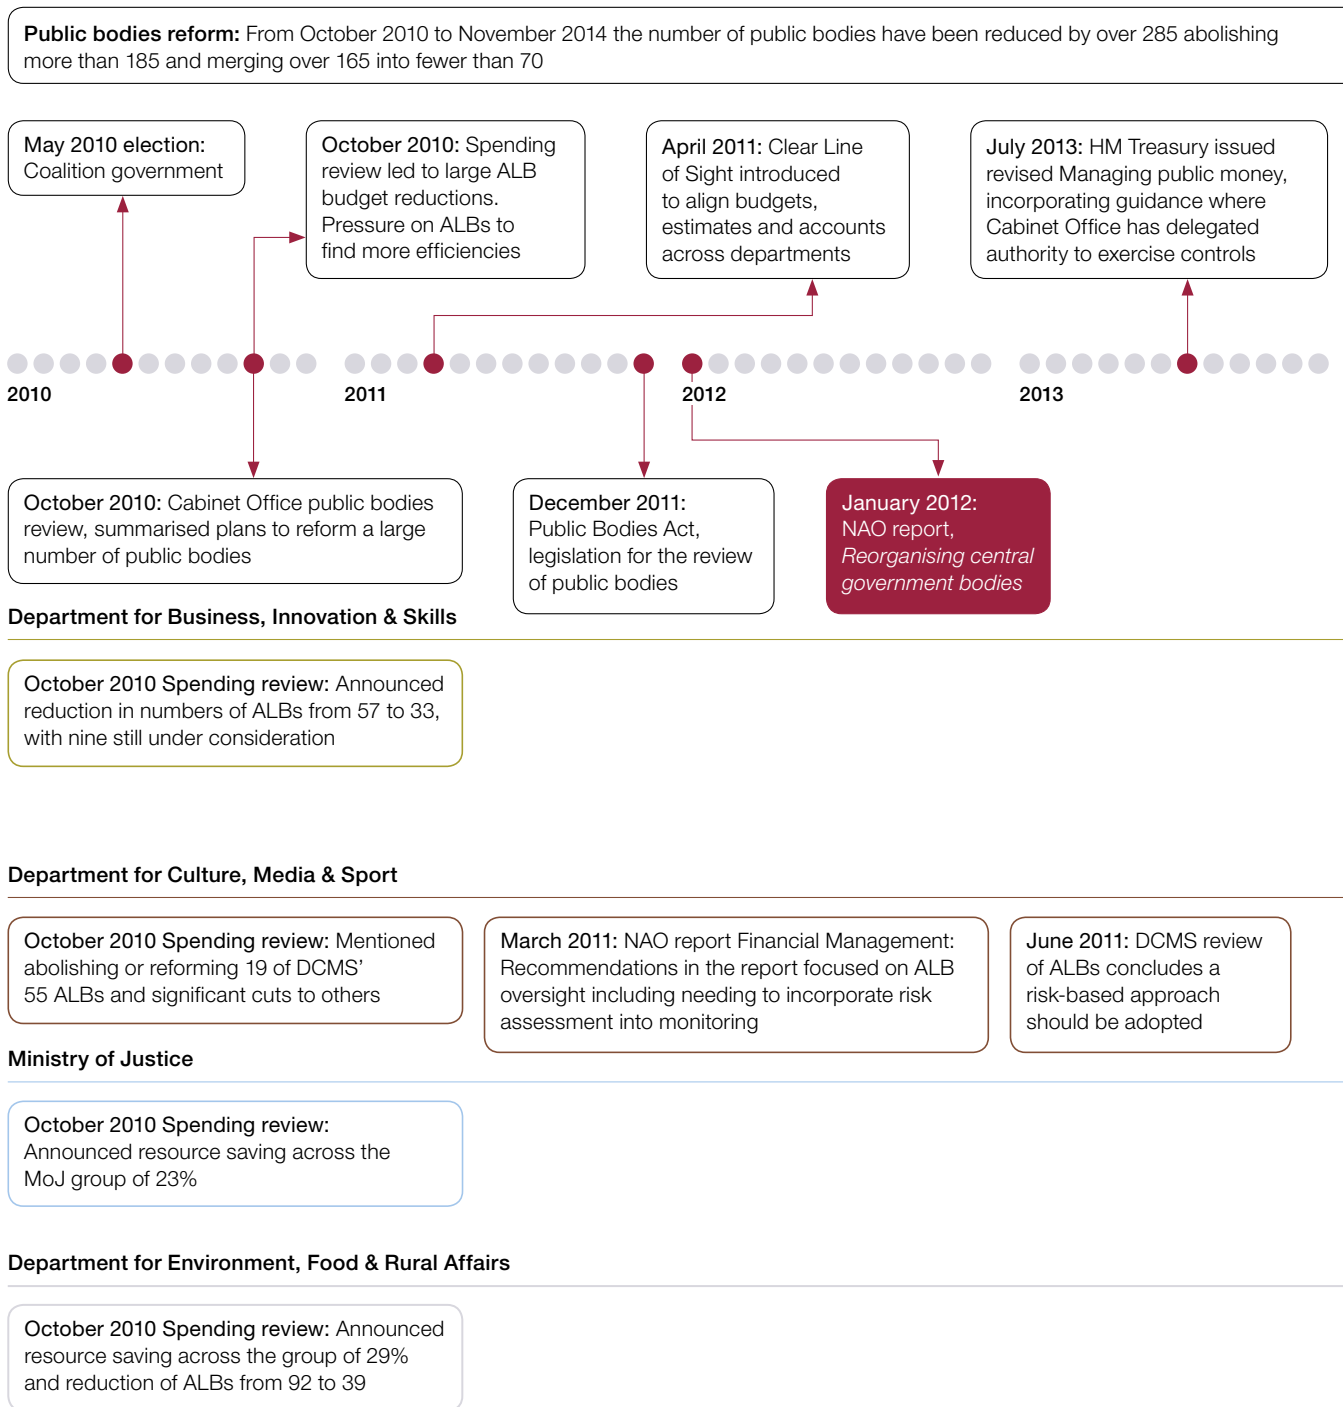 Public bodies reform: From October 2010 to November 2014 the number of public bodies have been reduced by over 285 abolishing
more than 185 and merging over 165 into fewer than 70
May 2010 election:
Coalition government
October 2010: Spending
review led to large ALB
budget reductions.
Pressure on ALBs to
find more efficiencies
April 2011: Clear Line
of Sight introduced
to align budgets,
estimates and accounts
across departments
July 2013: HM Treasury issued
revised Managing public money,
incorporating guidance where
Cabinet Office has delegated
authority to exercise controls
2010
2011
2012
2013
October 2010: Cabinet Office public bodies
review, summarised plans to reform a large
number of public bodies
December 2011:
Public Bodies Act,
legislation for the review
of public bodies
January 2012:
NAO report,
Reorganising central
government bodies
Department for Business, Innovation & Skills
October 2010 Spending review: Announced
reduction in numbers of ALBs from 57 to 33,
with nine still under consideration
Department for Culture, Media & Sport
October 2010 Spending review: Mentioned
abolishing or reforming 19 of DCMS'
55 ALBs and significant cuts to others
March 2011: NAO report Financial Management:
Recommendations in the report focused on ALB
oversight including needing to incorporate risk
assessment into monitoring
June 2011: DCMS review
of ALBs concludes a
risk-based approach
should be adopted
Ministry of Justice
October 2010 Spending review:
Announced resource saving across the
MoJ group of 23%
Department for Environment, Food & Rural Affairs
October 2010 Spending review: Announced
resource saving across the group of 29%
and reduction of ALBs from 92 to 39